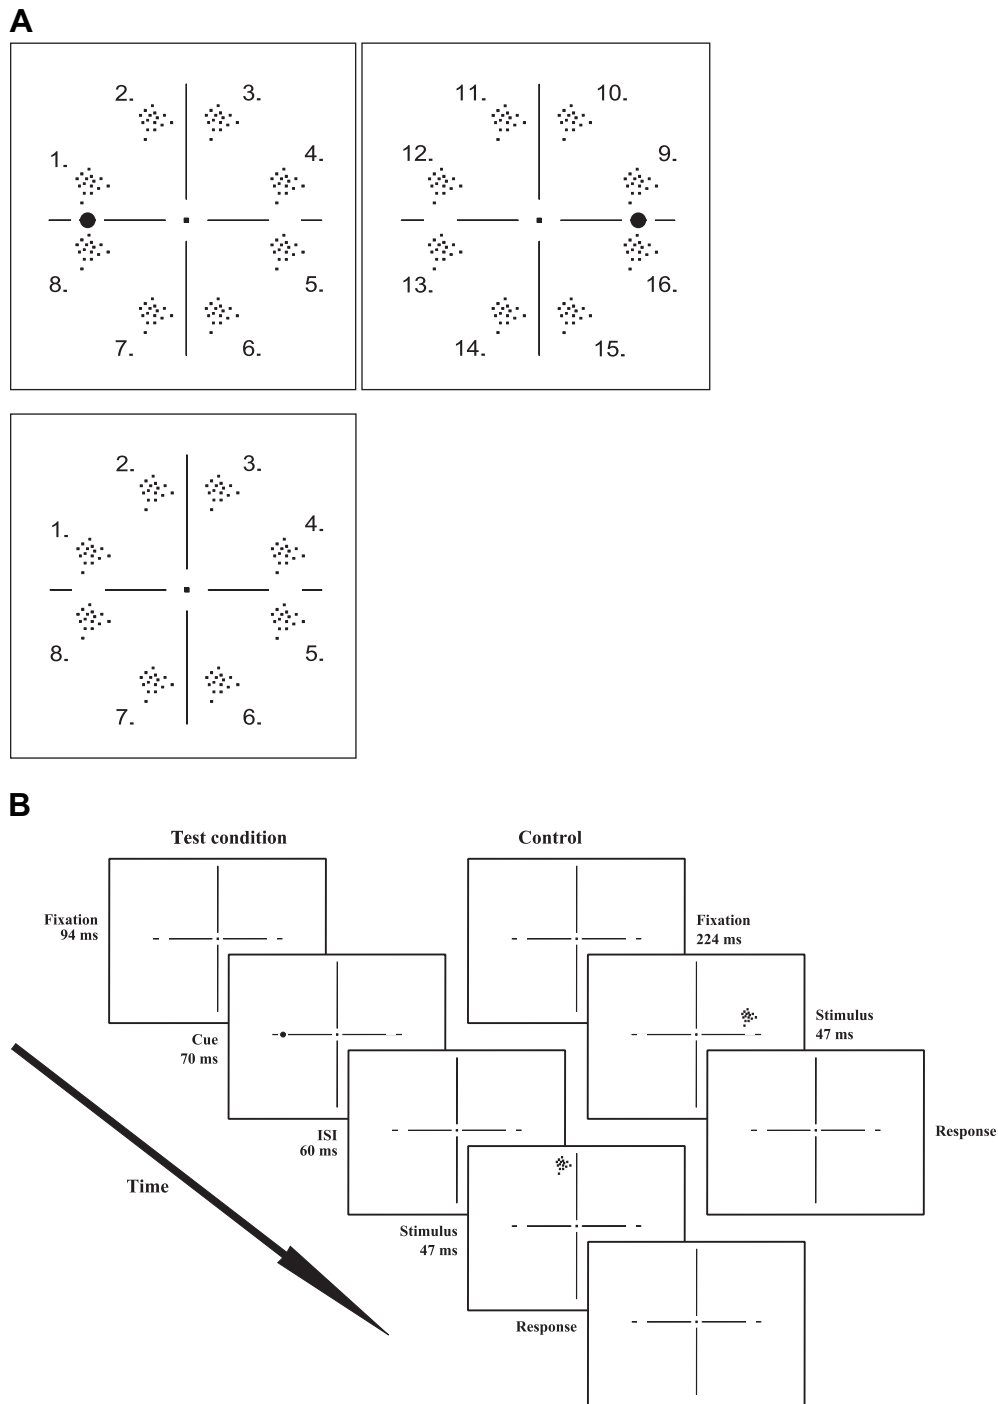 A
2.
3.
1.
4.
8.
5.
7.
6.
11.
10.
12.
9.
13.
16.
14.
15.
2.
3.
1.
4.
8.
5.
7.
6.
B
Test condition
Control
Fixation
94 ms
Fixation
224 ms
Cue
70 ms
Stimulus
47 ms
ISI
60 ms
Response
Time
Stimulus
47 ms
Response